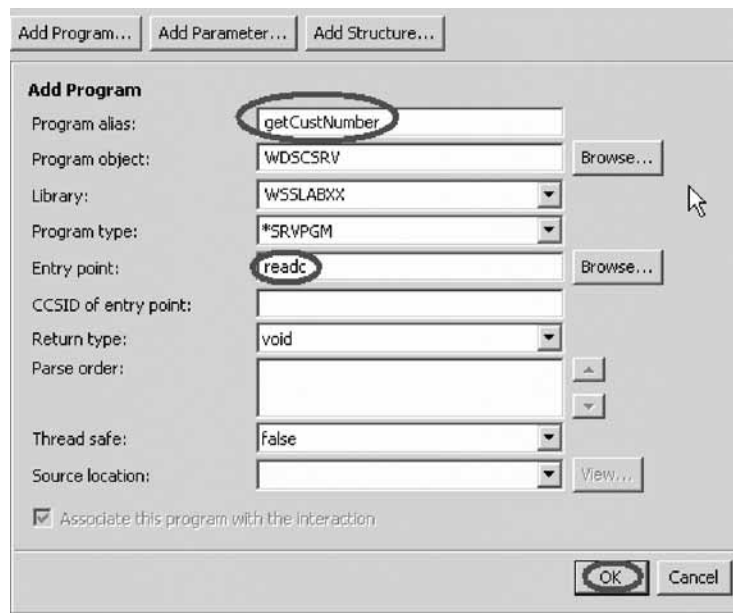 Add Program... Add Parameter... Add Structure...
Add Program
Program alias: getCustNumber
Program object: WDSCSRV Browse...
Library: WSSLABXX
Program type: *SRVPGM
Entry point: readc Browse...
CCSID of entry point:
Return type: void
Parse order:
Thread safe: false
Source location: View...
Associate this program with the interaction
OK Cancel